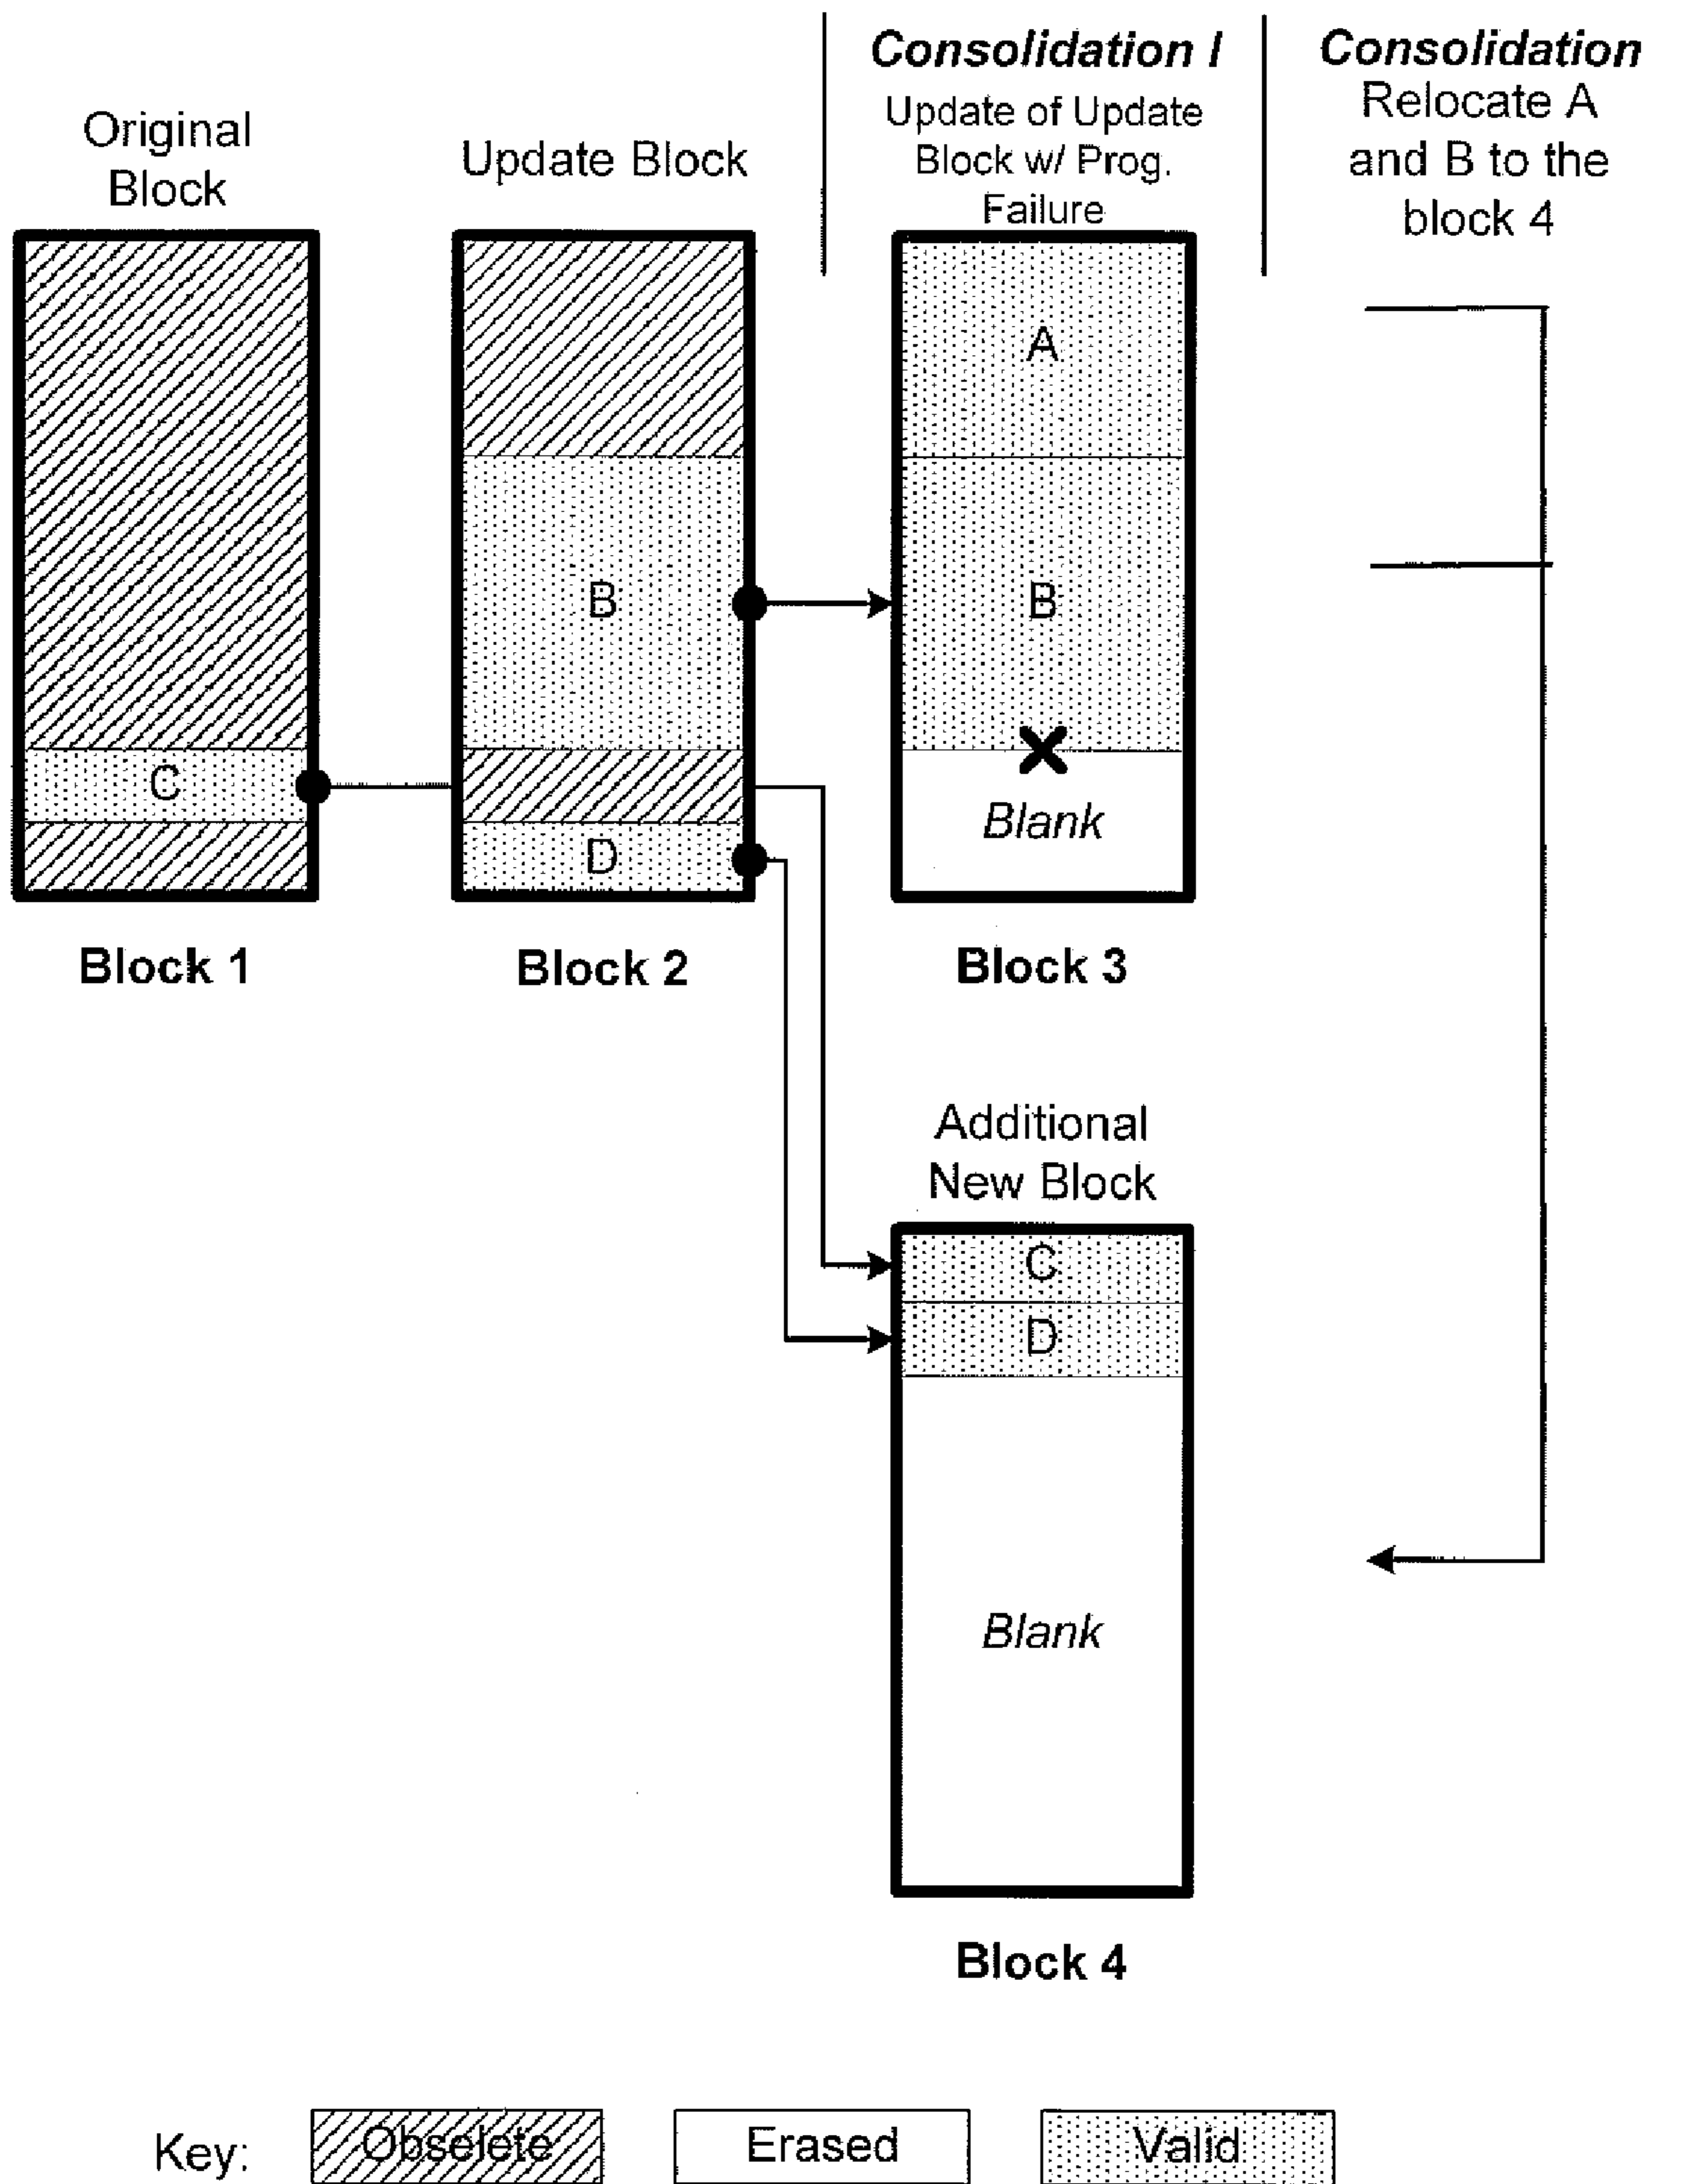 Original
Block
Update Block
Consolidation I
Update of Update
Block w/ Prog.
Failure
Consolidation
Relocate A
and B to the
block 4
A
B
B
C
D
Blank
Block 1
Block 2
Block 3
Additional
New Block
C
D
Blank
Block 4
Key:
Obselete
Erased
Valid